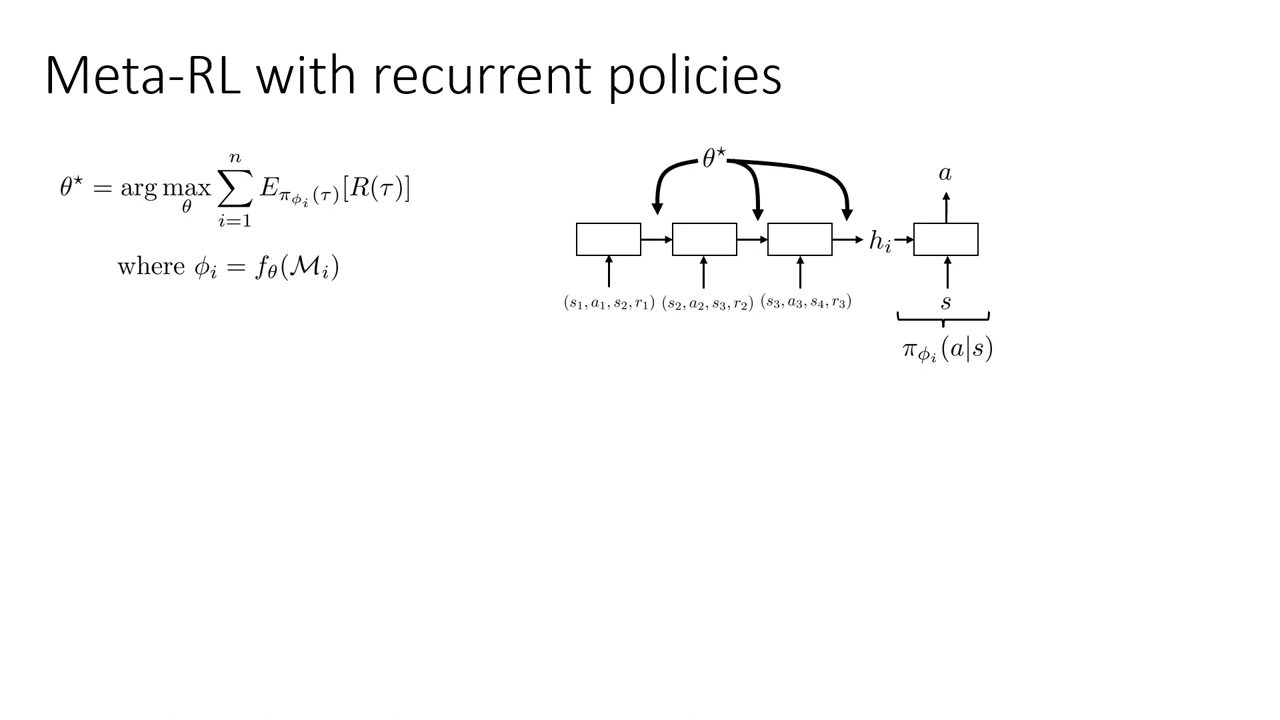 Meta-RL with recurrent policies
θ⋆ = arg max_θ ∑_{i=1}^{n} E_{π_{ϕ_i}(τ)}[R(τ)]
where ϕ_i = f_θ(ℳ_i)
θ⋆
a
h_i
(s_1, a_1, s_2, r_1) (s_2, a_2, s_3, r_2) (s_3, a_3, s_4, r_3)
s
π_{ϕ_i}(a|s)